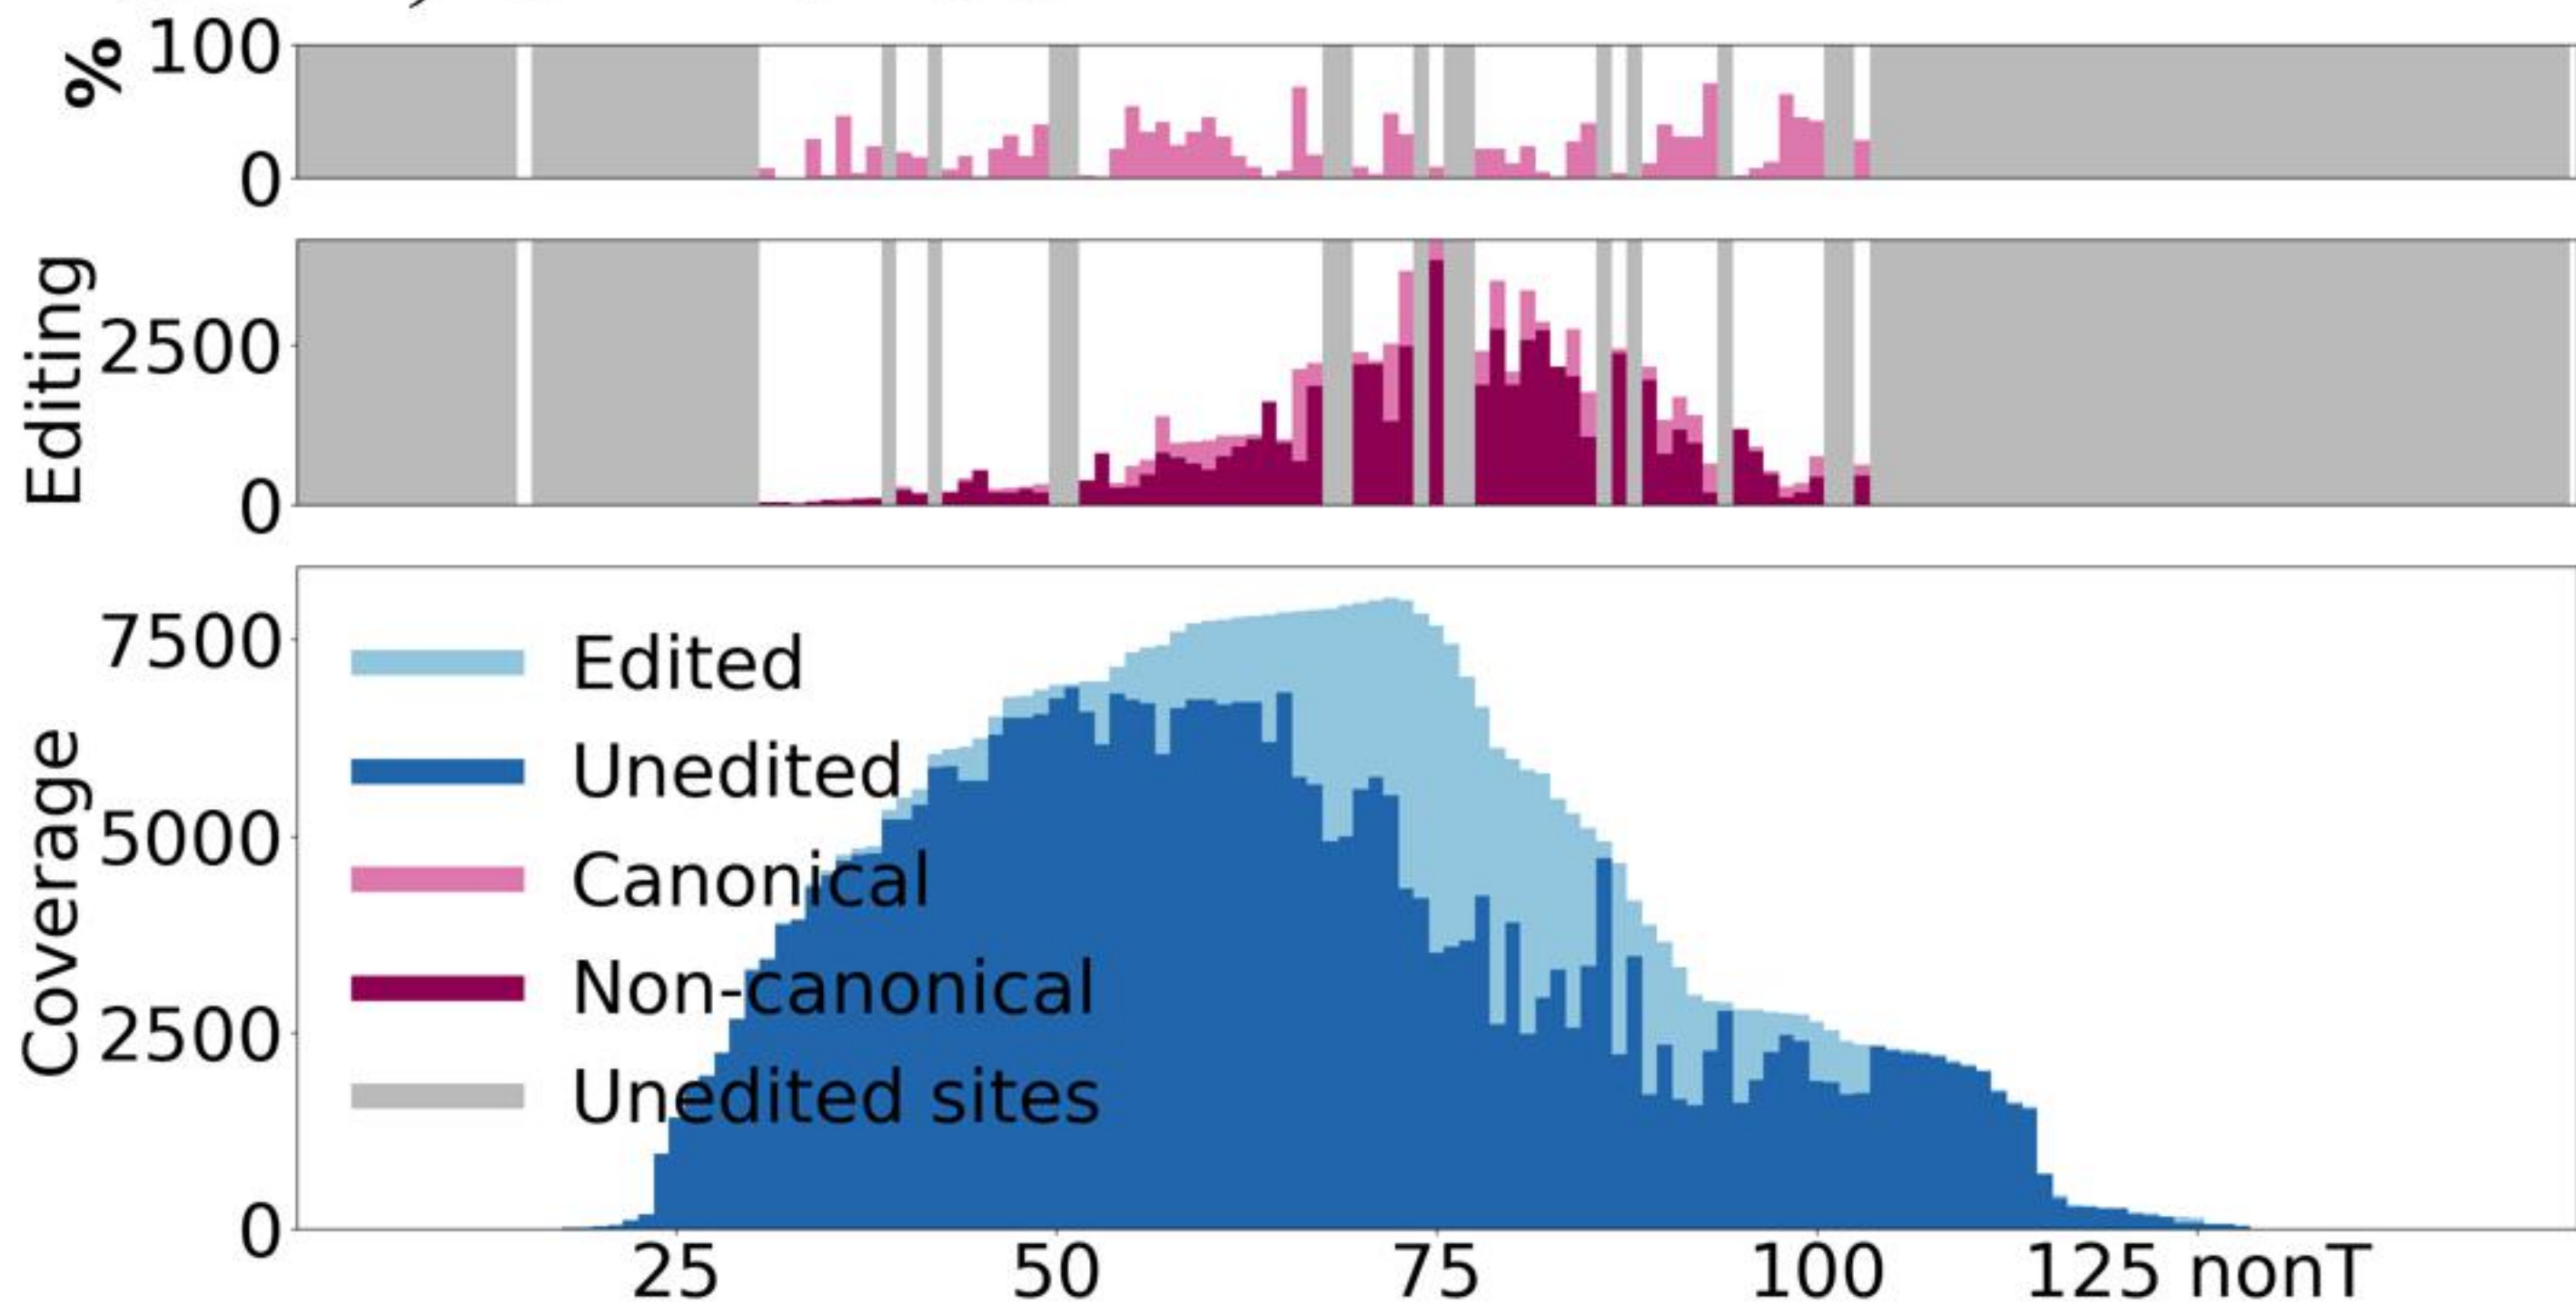 % 100
0
Editing
2500
0
Coverage
7500
5000
2500
0
Edited
Unedited
Canonical
Non-canonical
Unedited sites
25 50 75 100 125 nonT